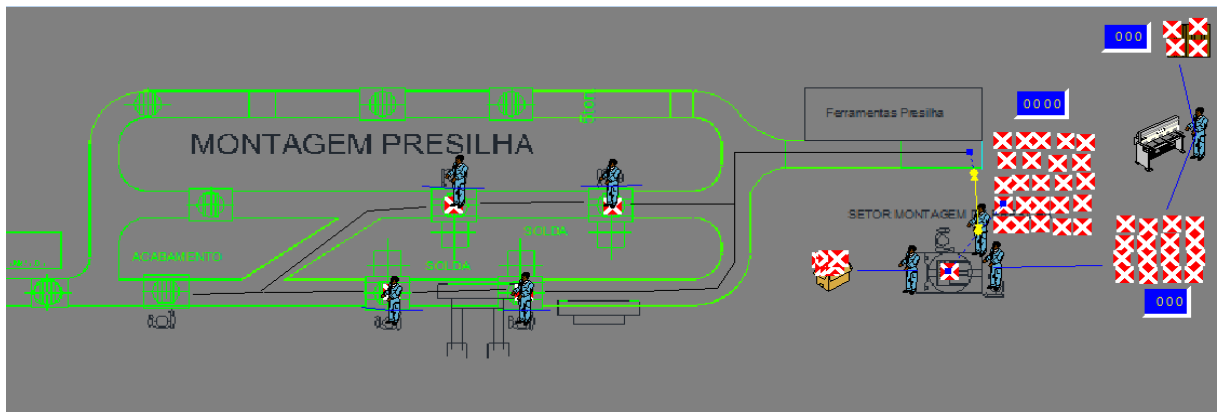 000
0000
Ferramentas Presilha
MONTAGEM PRESILHA
SETOR MONTAGEM
SOLDA
ACABAMENTO
SOLDA
000